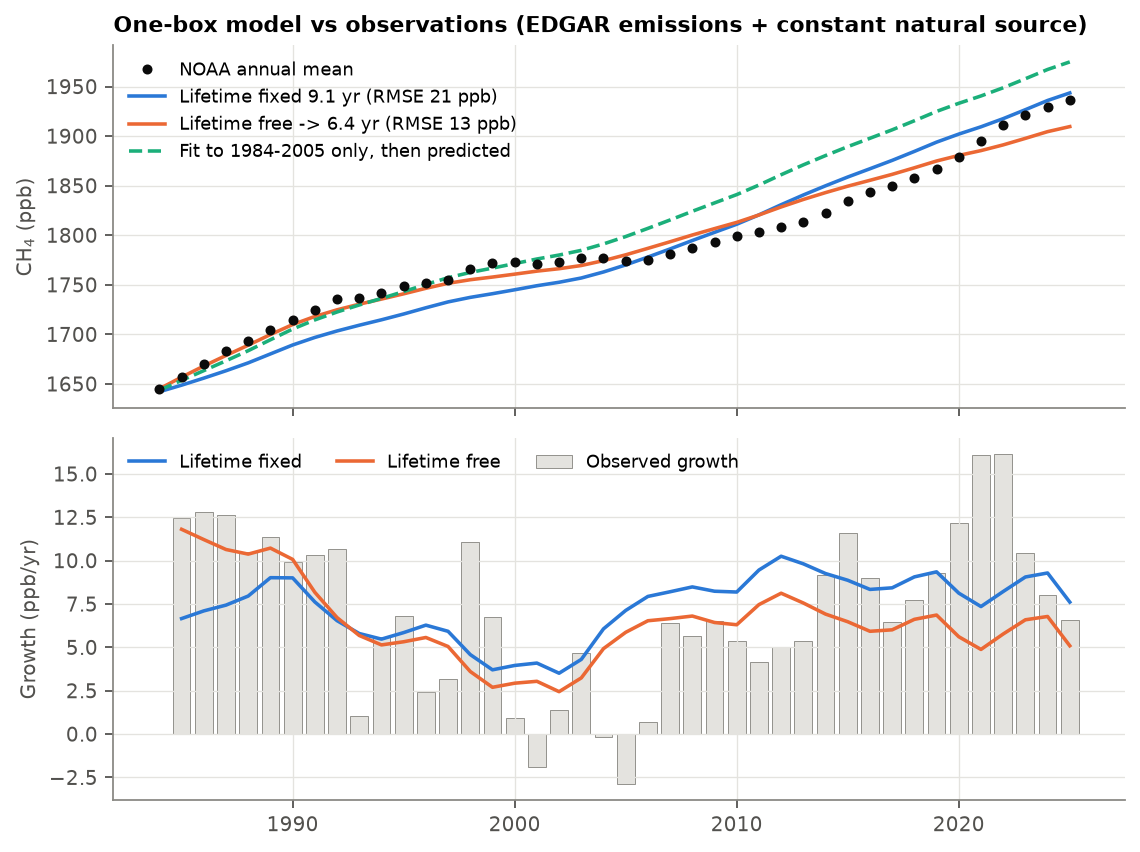 One-box model vs observations (EDGAR emissions + constant natural source)
CH₄ (ppb)
1950
1900
1850
1800
1750
1700
1650
NOAA annual mean
Lifetime fixed 9.1 yr (RMSE 21 ppb)
Lifetime free -> 6.4 yr (RMSE 13 ppb)
Fit to 1984-2005 only, then predicted
Growth (ppb/yr)
15.0
12.5
10.0
7.5
5.0
2.5
0.0
−2.5
Lifetime fixed
Lifetime free
Observed growth
1990
2000
2010
2020